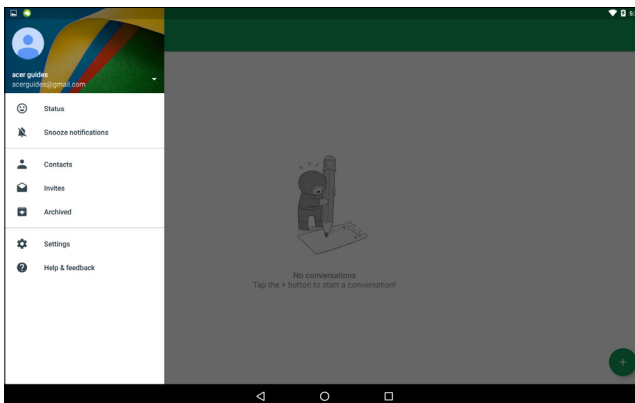 acer guides
acerguides@gmail.com
Status
Snooze notifications
Contacts
Invites
Archived
Settings
Help & feedback
No conversations
Tap the + button to start a conversation!